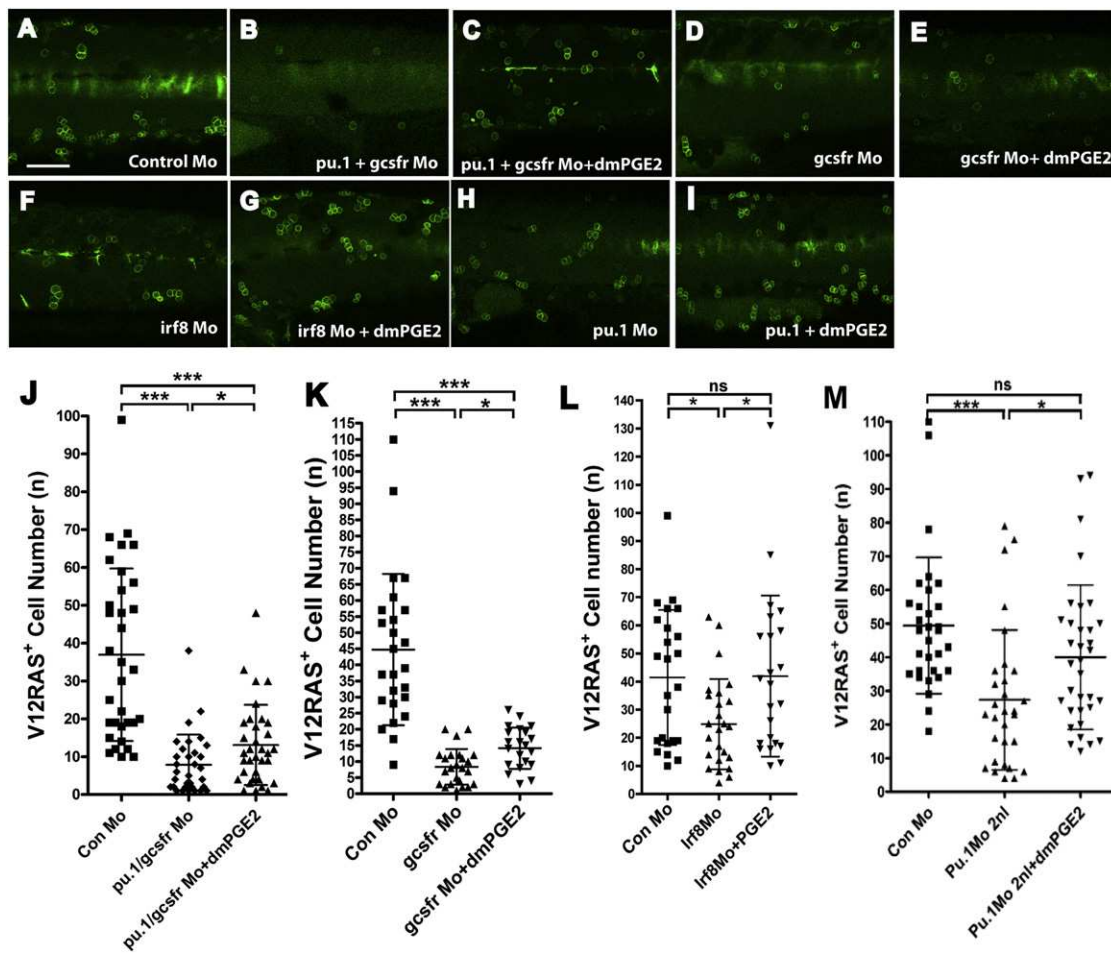 A
B
C
D
E
Control Mo
pu.1 + gcsfr Mo
pu.1 + gcsfr Mo+dmPGE2
gcsfr Mo
gcsfr Mo+ dmPGE2
F
G
H
I
irf8 Mo
irf8 Mo + dmPGE2
pu.1 Mo
pu.1 + dmPGE2
J
***
***
*
V12RAS+ Cell Number (n)
100
90
80
70
60
50
40
30
20
10
0
Con Mo
pu.1/gcsfr Mo
pu.1/gcsfr Mo+dmPGE2
K
***
***
*
V12RAS+ Cell Number (n)
115
110
105
100
95
90
85
80
75
70
65
60
55
50
45
40
35
30
25
20
15
10
5
0
Con Mo
gcsfr Mo
gcsfr Mo+dmPGE2
L
ns
*
*
V12RAS+ Cell number (n)
140
130
120
110
100
90
80
70
60
50
40
30
20
10
0
Con Mo
Irf8Mo
Irf8Mo+PGE2
M
ns
***
*
V12RAS+ Cell Number (n)
110
100
90
80
70
60
50
40
30
20
10
0
Con Mo
Pu.1Mo 2nl
Pu.1Mo 2nl+dmPGE2